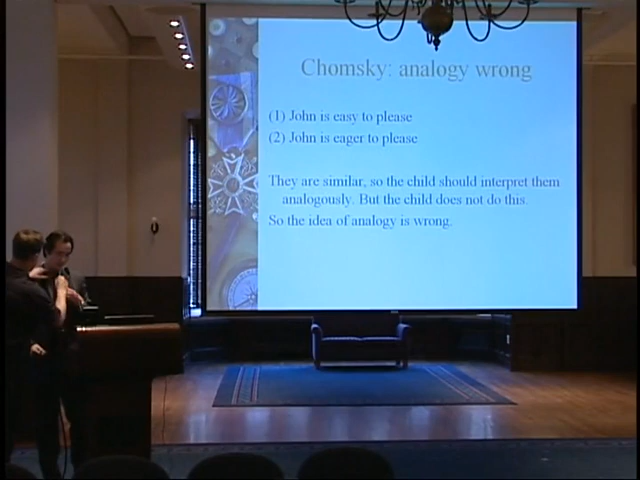 Chomsky: analogy wrong
(1) John is easy to please
(2) John is eager to please
They are similar, so the child should interpret them
analogously. But the child does not do this.
So the idea of analogy is wrong.